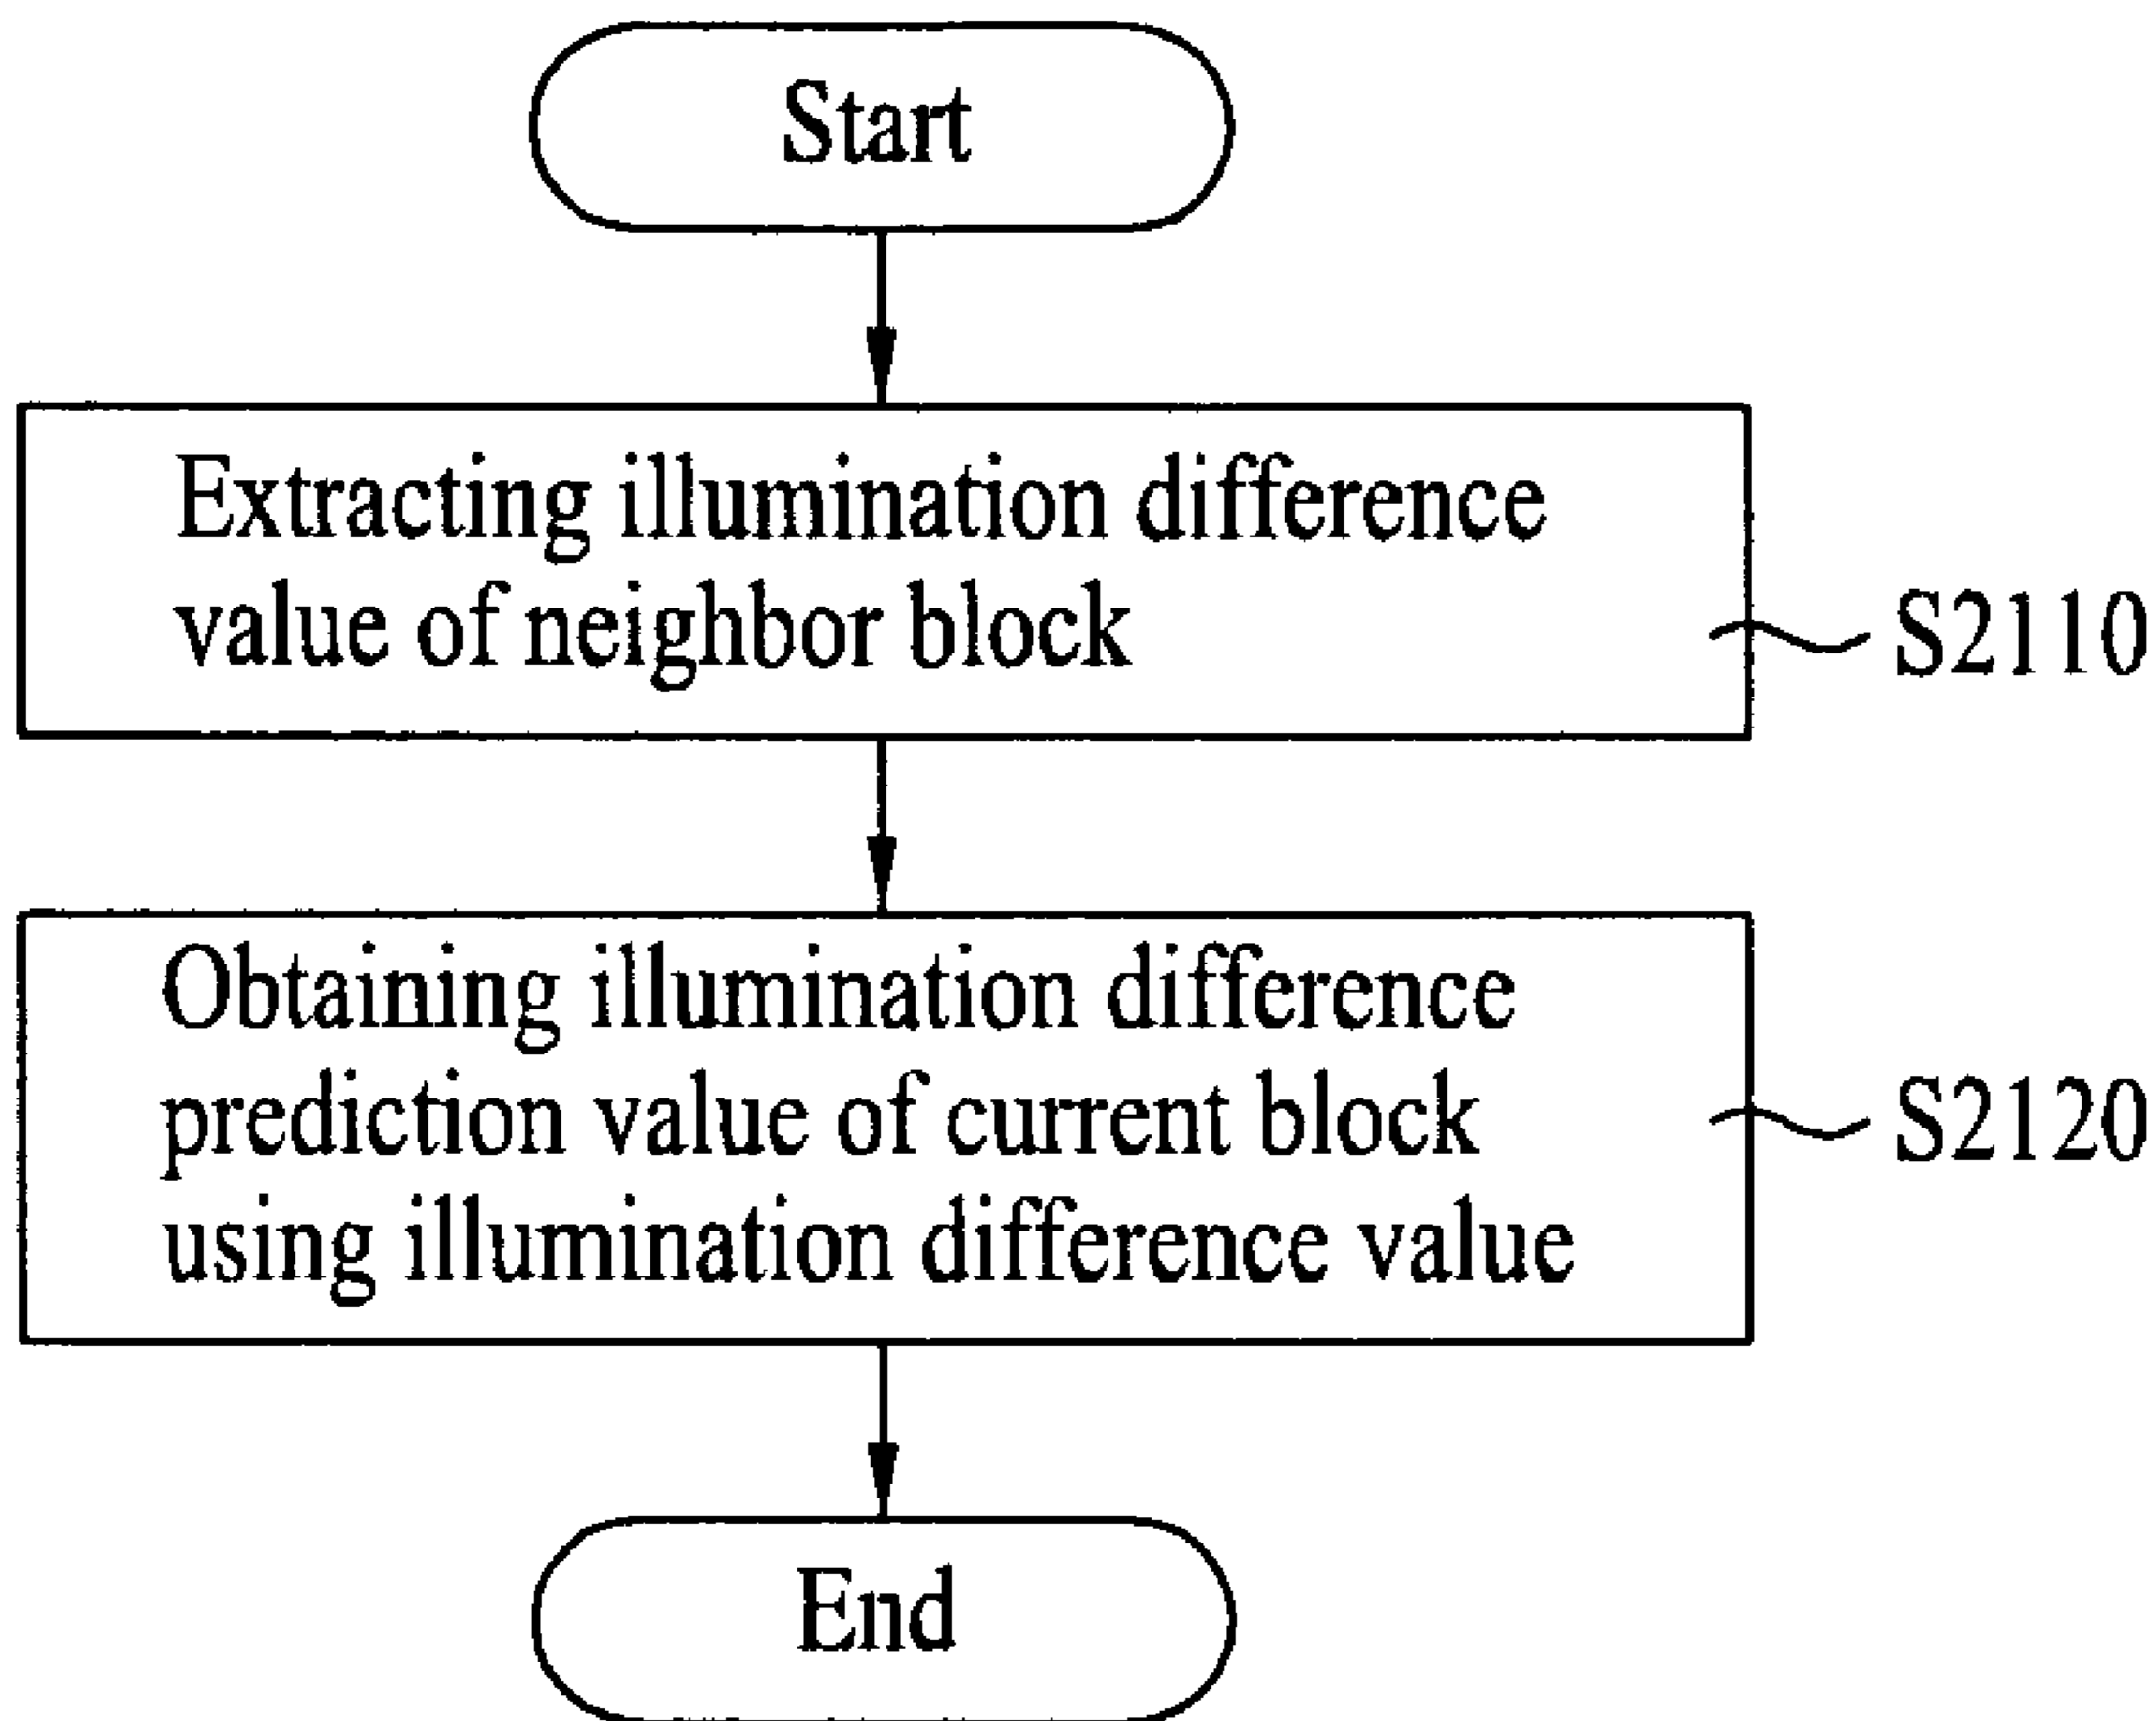 Start
Extracting illumination difference
value of neighbor block
S2110
Obtaining illumination difference
prediction value of current block
using illumination difference value
S2120
End